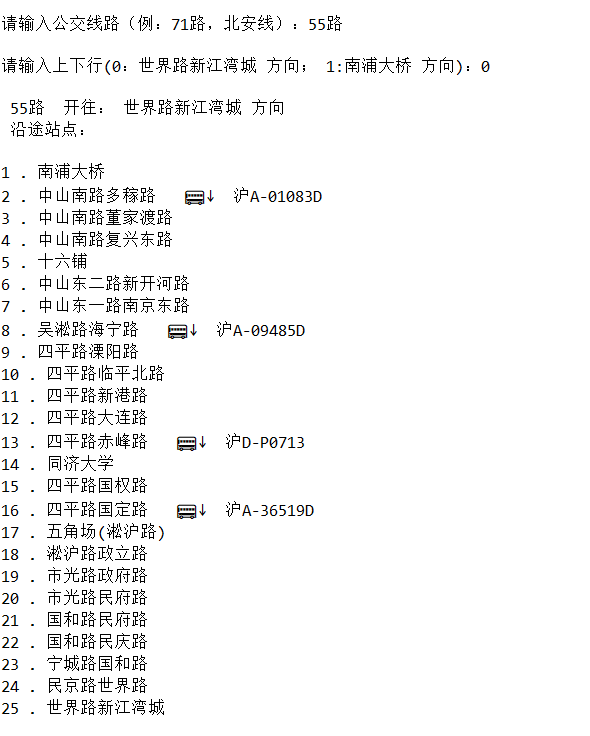 请输入公交线路（例：71路，北安线）：55路
请输入上下行(0：世界路新江湾城 方向； 1:南浦大桥 方向)：0
55路 开往： 世界路新江湾城 方向
沿途站点：
1 . 南浦大桥
2 . 中山南路多稼路 🚌↓ 沪A-01083D
3 . 中山南路董家渡路
4 . 中山南路复兴东路
5 . 十六铺
6 . 中山东二路新开河路
7 . 中山东一路南京东路
8 . 吴淞路海宁路 🚌↓ 沪A-09485D
9 . 四平路溧阳路
10 . 四平路临平北路
11 . 四平路新港路
12 . 四平路大连路
13 . 四平路赤峰路 🚌↓ 沪D-P0713
14 . 同济大学
15 . 四平路国权路
16 . 四平路国定路 🚌↓ 沪A-36519D
17 . 五角场(淞沪路)
18 . 淞沪路政立路
19 . 市光路政府路
20 . 市光路民府路
21 . 国和路民府路
22 . 国和路民庆路
23 . 宁城路国和路
24 . 民京路世界路
25 . 世界路新江湾城